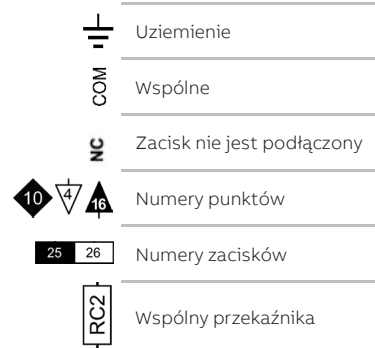 Uziemienie
COM Wspólne
NC Zacisk nie jest podłączony
10 4 16 Numery punktów
25 26 Numery zacisków
RC2 Wspólny przekaźnika